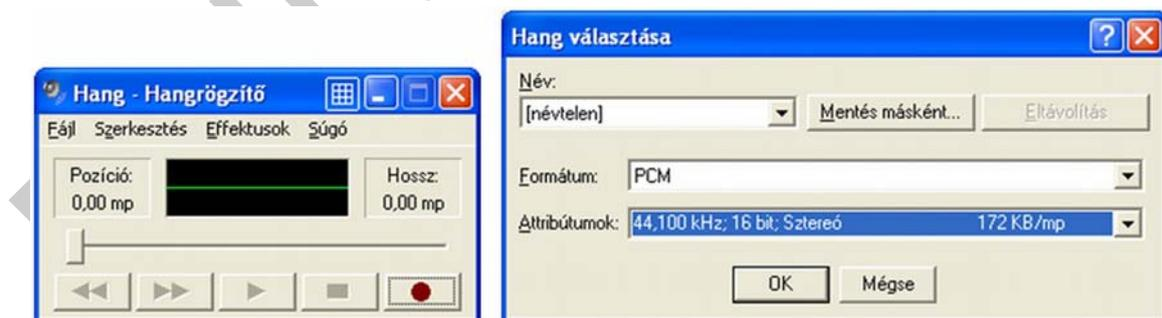 Hang - Hangrögzítő
Fájl Szerkesztés Effektusok Súgó
Pozíció:
0,00 mp
Hossz:
0,00 mp
Hang választása
Név:
[névtelen]
Mentés másként...
Eltávolítás
Formátum: PCM
Attribútumok: 44,100 kHz; 16 bit; Sztereó 172 KB/mp
OK
Mégse